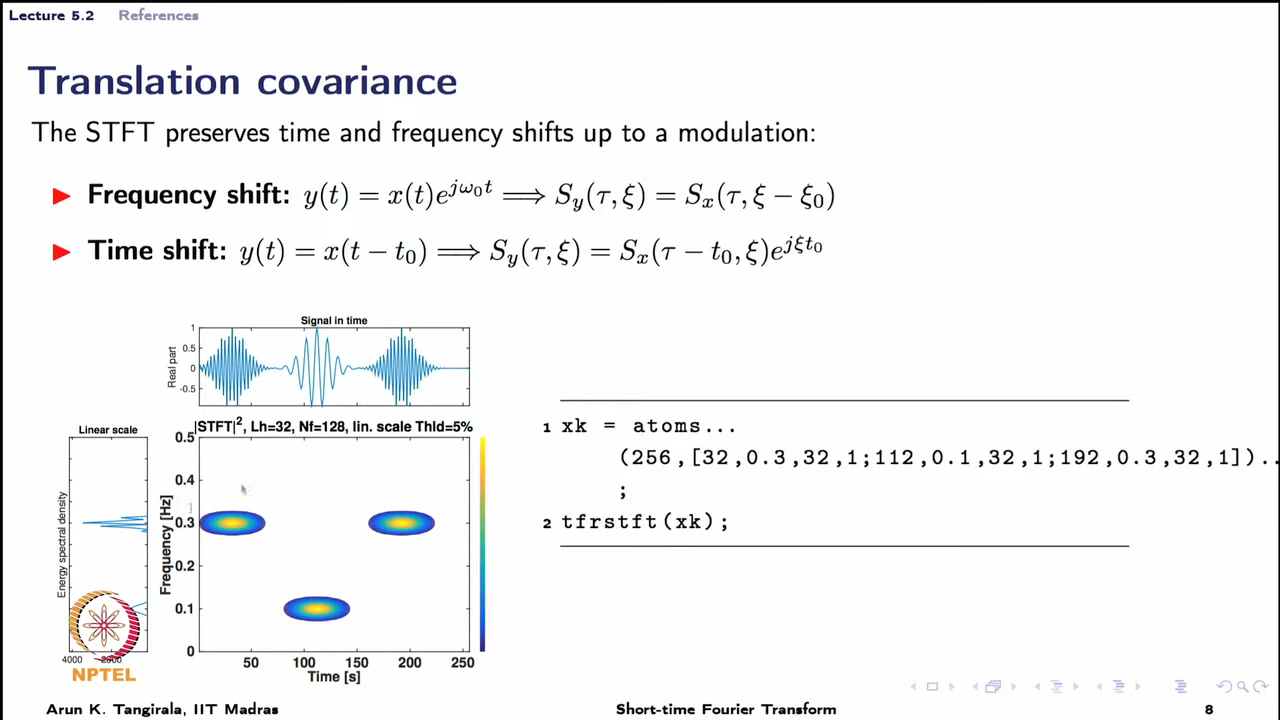 Lecture 5.2 References
Translation covariance
The STFT preserves time and frequency shifts up to a modulation:
▶ Frequency shift: y(t) = x(t)e^{jω₀t} ⟹ S_y(τ, ξ) = S_x(τ, ξ − ξ₀)
▶ Time shift: y(t) = x(t − t₀) ⟹ S_y(τ, ξ) = S_x(τ − t₀, ξ)e^{jξt₀}
Signal in time
Real part
1
0.5
0
-0.5
|STFT|², Lh=32, Nf=128, lin. scale Thld=5%
Linear scale
Energy spectral density
4000 2000
Frequency [Hz]
0.5
0.4
0.3
0.2
0.1
0
50 100 150 200 250
Time [s]
1 xk = atoms...
(256,[32,0.3,32,1;112,0.1,32,1;192,0.3,32,1])..
;
2 tfrstft(xk);
NPTEL
Arun K. Tangirala, IIT Madras Short-time Fourier Transform 8